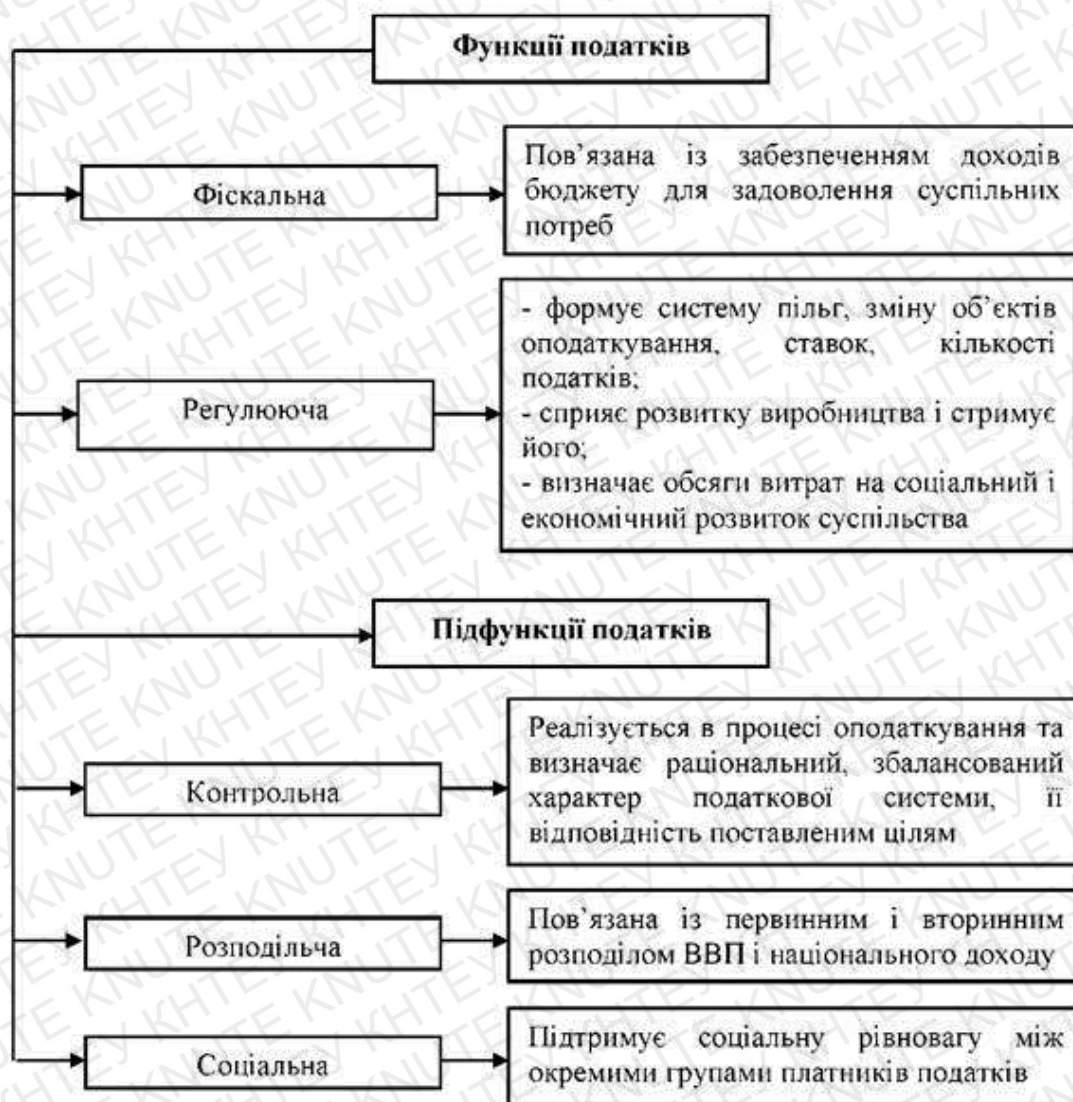 Функції податків
Фіскальна
Пов’язана із забезпеченням доходів
бюджету для задоволення суспільних
потреб
Регулююча
- формує систему пільг, зміну об’єктів
оподаткування, ставок, кількості
податків;
- сприяє розвитку виробництва і стримує
його;
- визначає обсяги витрат на соціальний і
економічний розвиток суспільства
Підфункції податків
Контрольна
Реалізується в процесі оподаткування та
визначає раціональний, збалансований
характер податкової системи, її
відповідність поставленим цілям
Розподільча
Пов’язана із первинним і вторинним
розподілом ВВП і національного доходу
Соціальна
Підтримує соціальну рівновагу між
окремими групами платників податків
КНТЕУ KNUTE